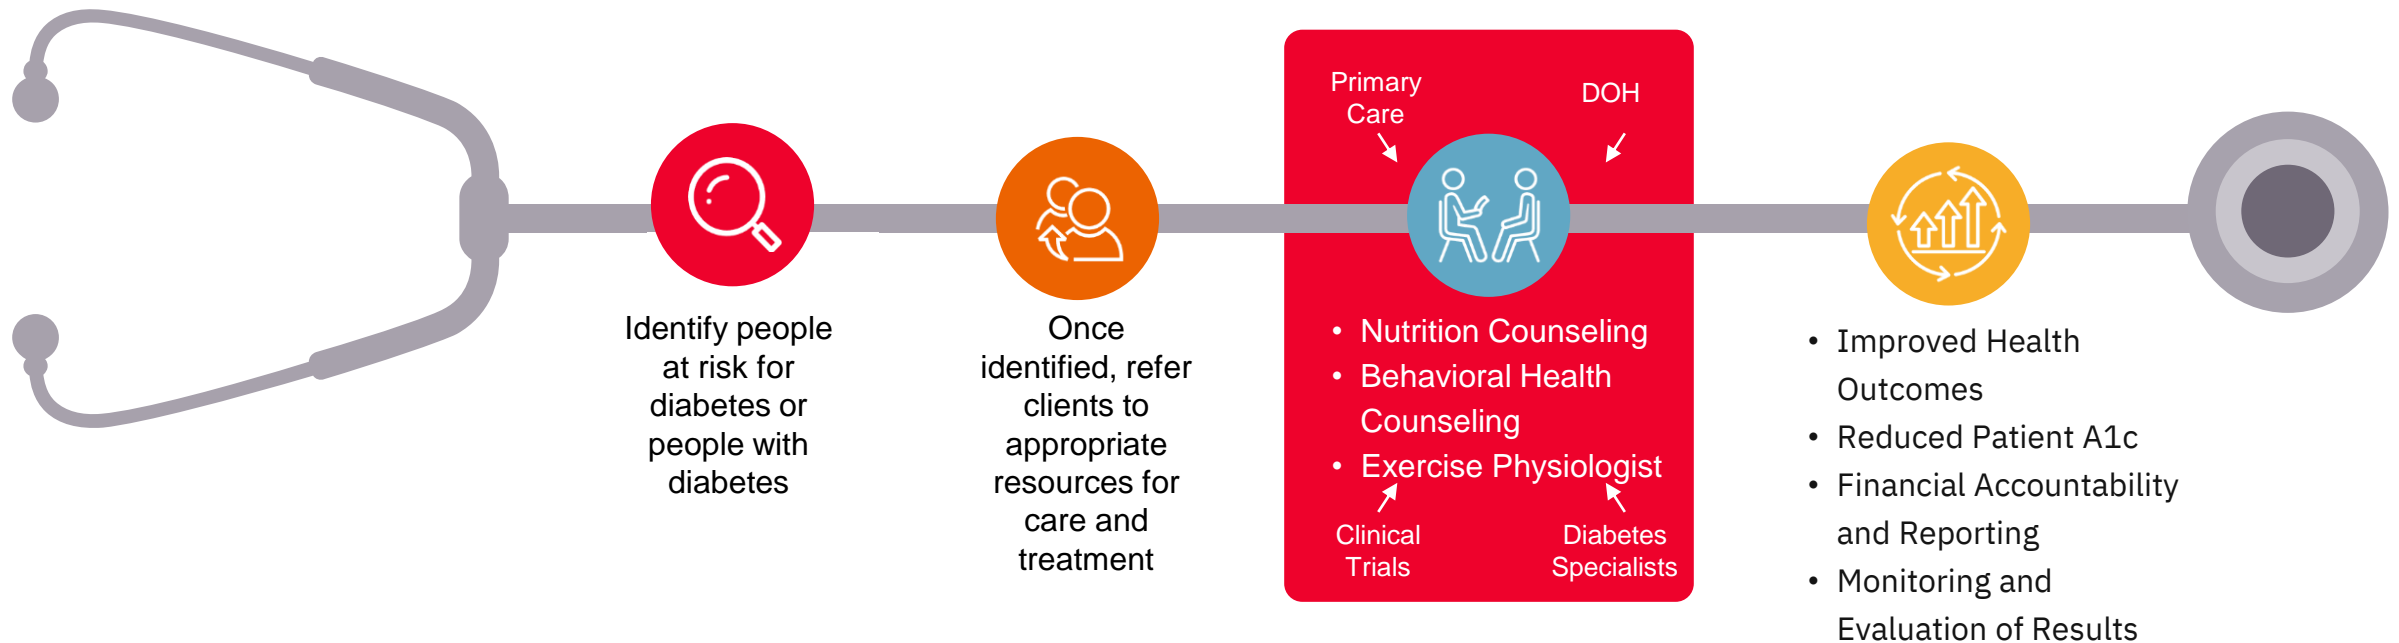 Identify people
at risk for
diabetes or
people with
diabetes
Once
identified, refer
clients to
appropriate
resources for
care and
treatment
Primary
Care
DOH
• Nutrition Counseling
• Behavioral Health
Counseling
• Exercise Physiologist
Clinical
Trials
Diabetes
Specialists
• Improved Health
Outcomes
• Reduced Patient A1c
• Financial Accountability
and Reporting
• Monitoring and
Evaluation of Results